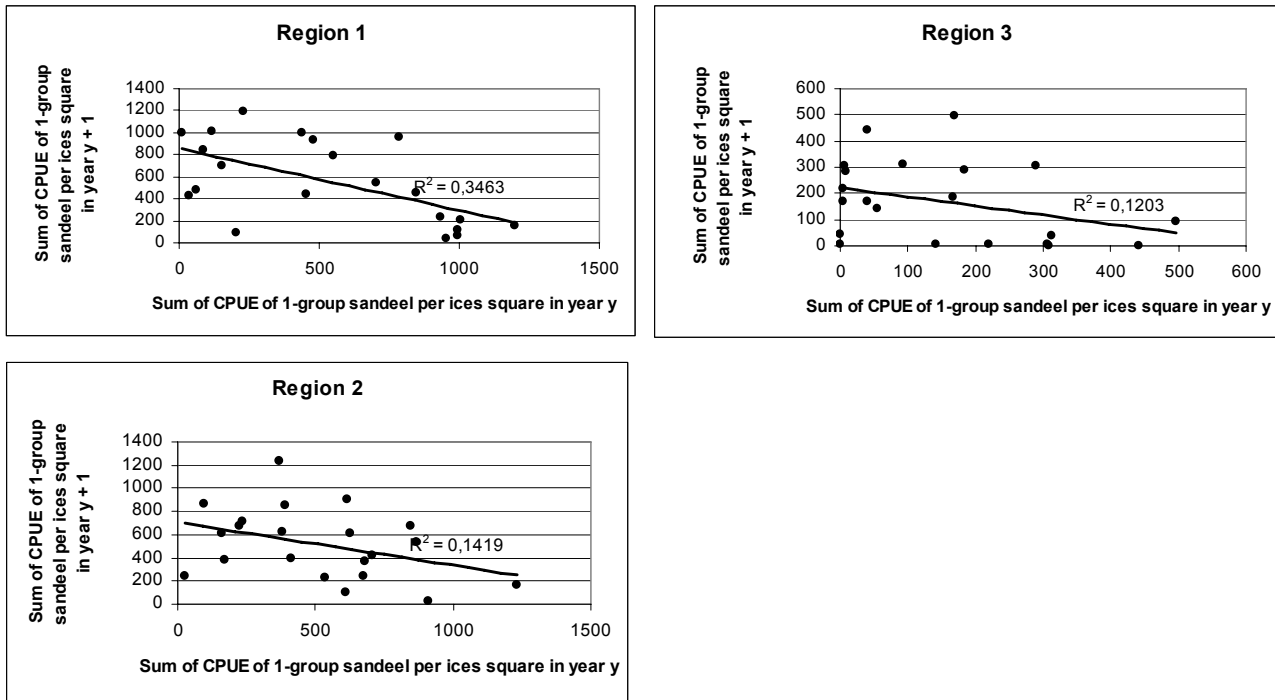 Region 1
Sum of CPUE of 1-group
sandeel per ices square
in year y + 1
1400
1200
1000
800
600
400
200
0
R² = 0,3463
0 500 1000 1500
Sum of CPUE of 1-group sandeel per ices square in year y
Region 3
Sum of CPUE of 1-group
sandeel per ices square
in year y + 1
600
500
400
300
200
100
0
R² = 0,1203
0 100 200 300 400 500 600
Sum of CPUE of 1-group sandeel per ices square in year y
Region 2
Sum of CPUE of 1-group
sandeel per ices square
in year y + 1
1400
1200
1000
800
600
400
200
0
R² = 0,1419
0 500 1000 1500
Sum of CPUE of 1-group sandeel per ices square in year y